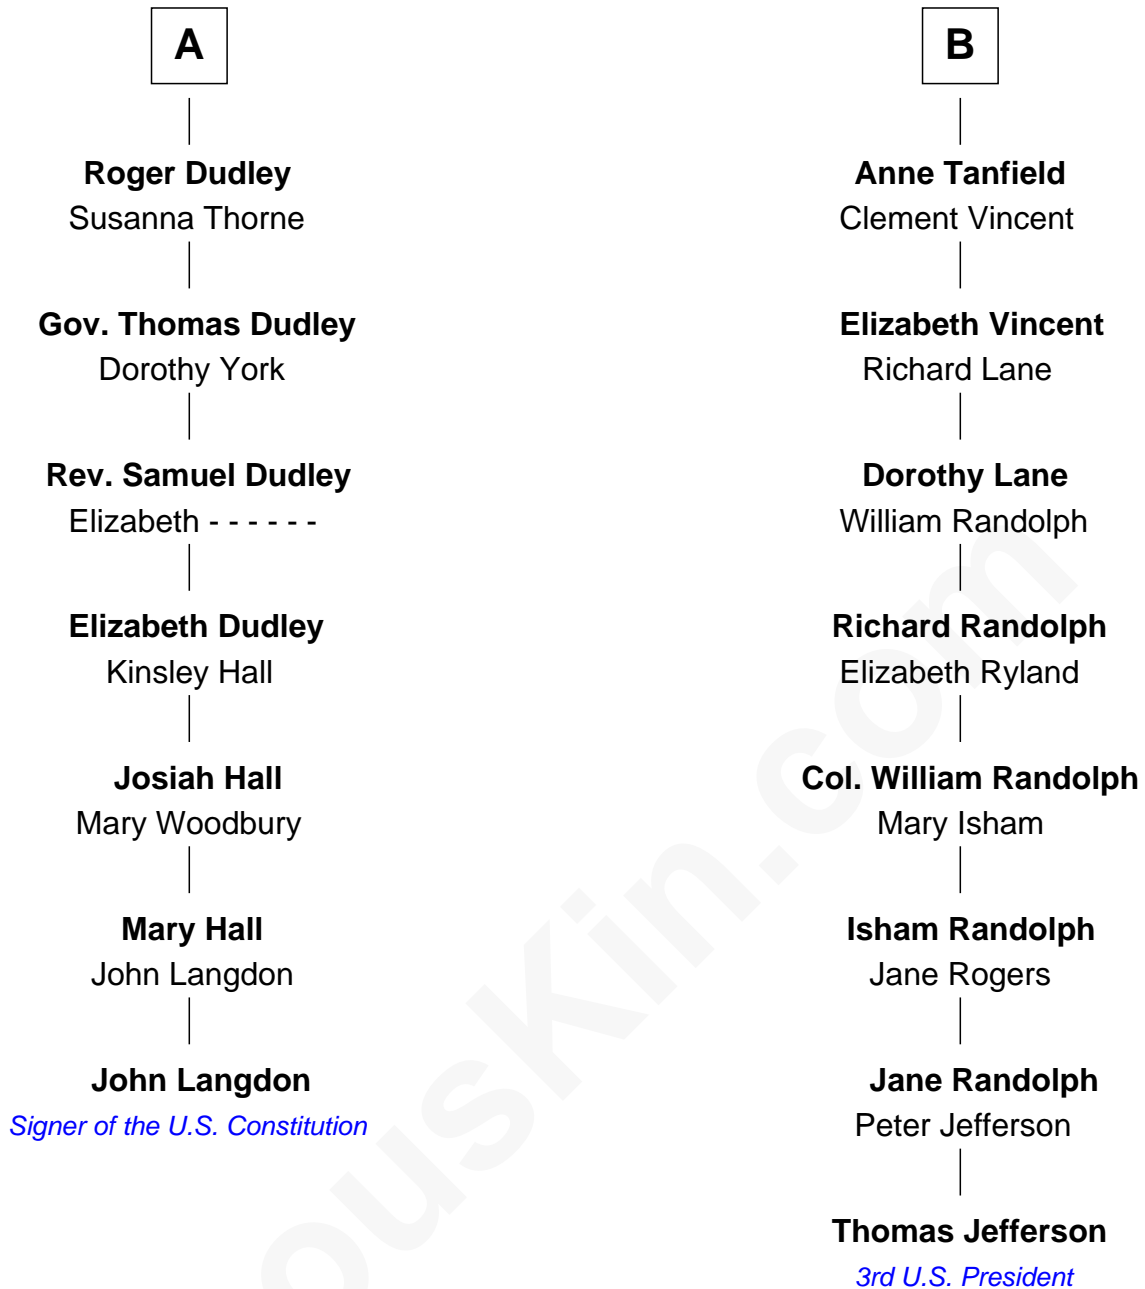 A
Roger Dudley
Susanna Thorne
Gov. Thomas Dudley
Dorothy York
Rev. Samuel Dudley
Elizabeth - - - - - -
Elizabeth Dudley
Kinsley Hall
Josiah Hall
Mary Woodbury
Mary Hall
John Langdon
John Langdon
Signer of the U.S. Constitution
B
Anne Tanfield
Clement Vincent
Elizabeth Vincent
Richard Lane
Dorothy Lane
William Randolph
Richard Randolph
Elizabeth Ryland
Col. William Randolph
Mary Isham
Isham Randolph
Jane Rogers
Jane Randolph
Peter Jefferson
Thomas Jefferson
3rd U.S. President
ousKin.com